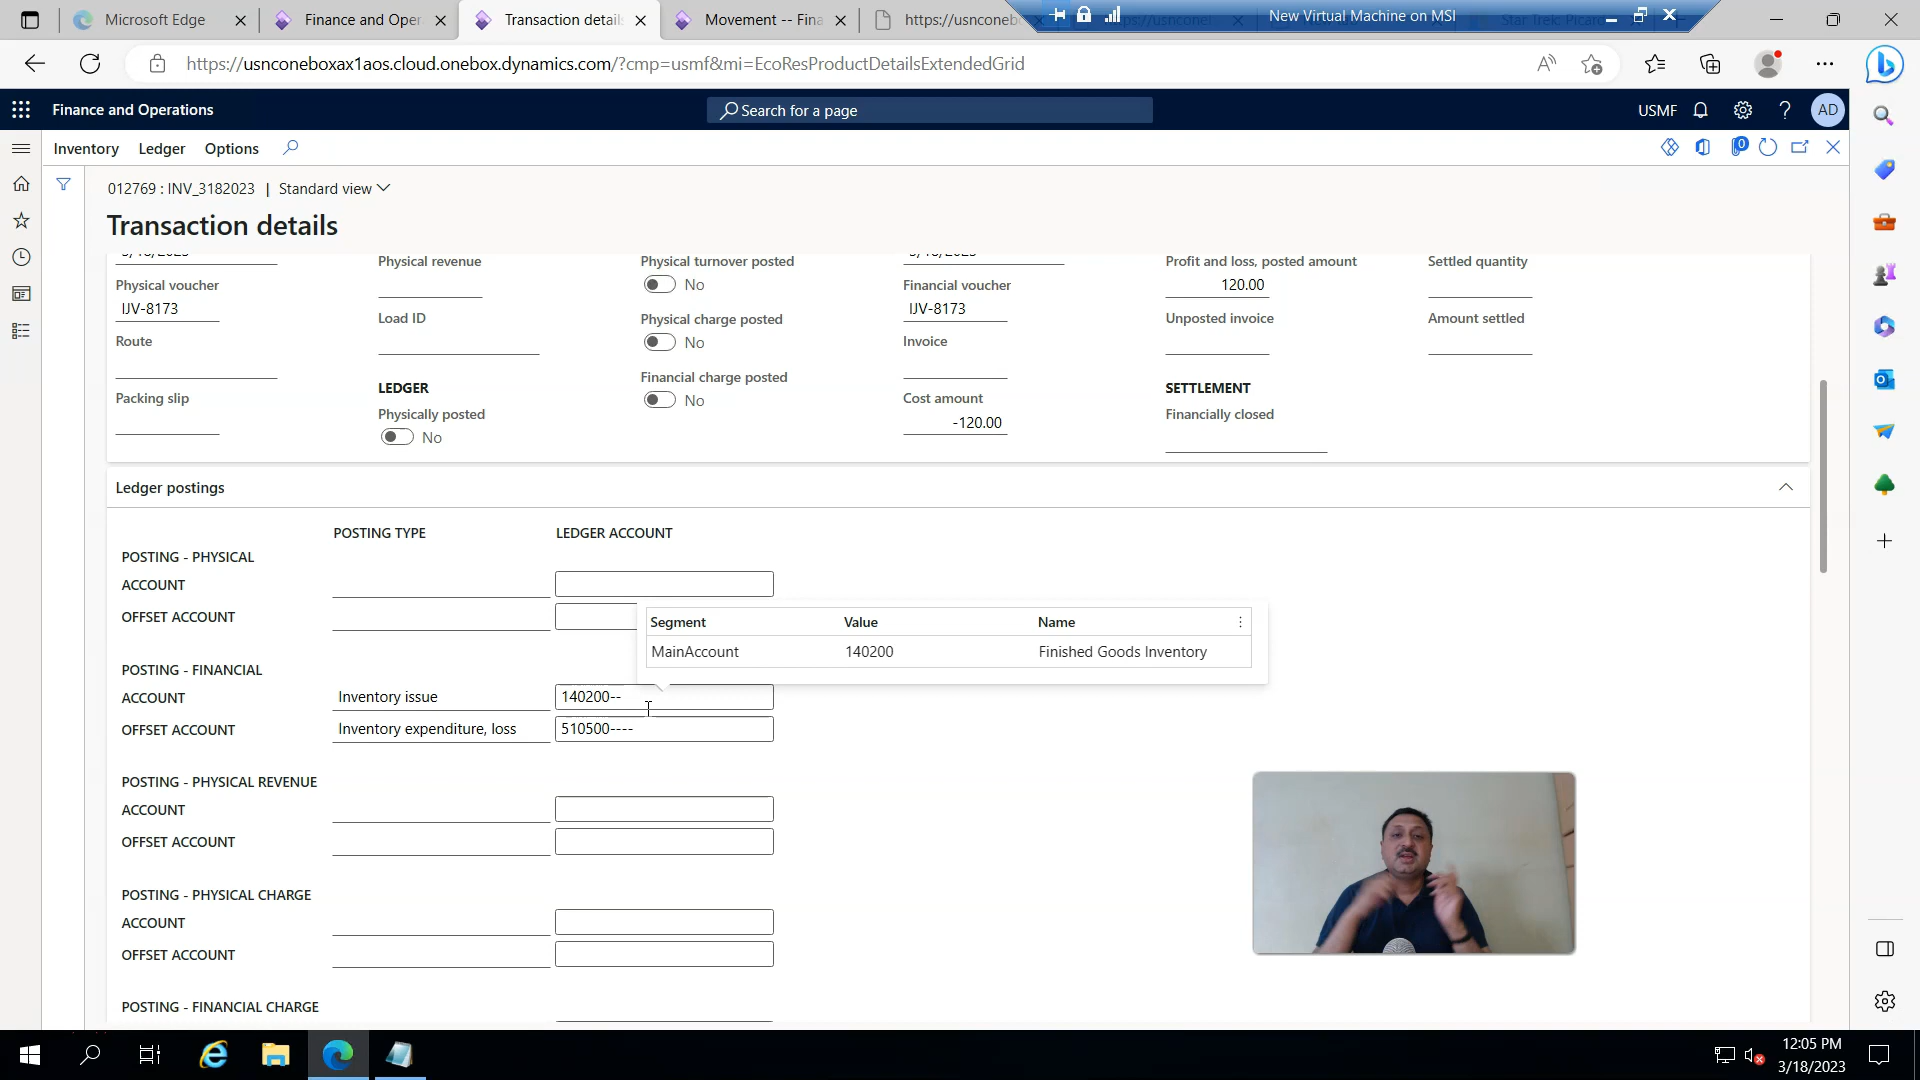 Microsoft Edge
Finance and Oper
Transaction details
Movement -- Fina
https://usnconeb
New Virtual Machine on MSI
https://usnconeboxax1aos.cloud.onebox.dynamics.com/?cmp=usmf&mi=EcoResProductDetailsExtendedGrid
Finance and Operations
Search for a page
USMF
AD
Inventory
Ledger
Options
0
012769 : INV_3182023 | Standard view
Transaction details
Physical revenue
Physical turnover posted
Profit and loss, posted amount
Settled quantity
Physical voucher
No
Financial voucher
120.00
IJV-8173
Load ID
Physical charge posted
IJV-8173
Unposted invoice
Amount settled
Route
No
Invoice
LEDGER
Financial charge posted
SETTLEMENT
Packing slip
Physically posted
No
Cost amount
Financially closed
No
-120.00
Ledger postings
POSTING TYPE
LEDGER ACCOUNT
POSTING - PHYSICAL
ACCOUNT
OFFSET ACCOUNT
Segment
Value
Name
MainAccount
140200
Finished Goods Inventory
POSTING - FINANCIAL
ACCOUNT
Inventory issue
140200--
OFFSET ACCOUNT
Inventory expenditure, loss
510500----
POSTING - PHYSICAL REVENUE
ACCOUNT
OFFSET ACCOUNT
POSTING - PHYSICAL CHARGE
ACCOUNT
OFFSET ACCOUNT
POSTING - FINANCIAL CHARGE
12:05 PM
3/18/2023